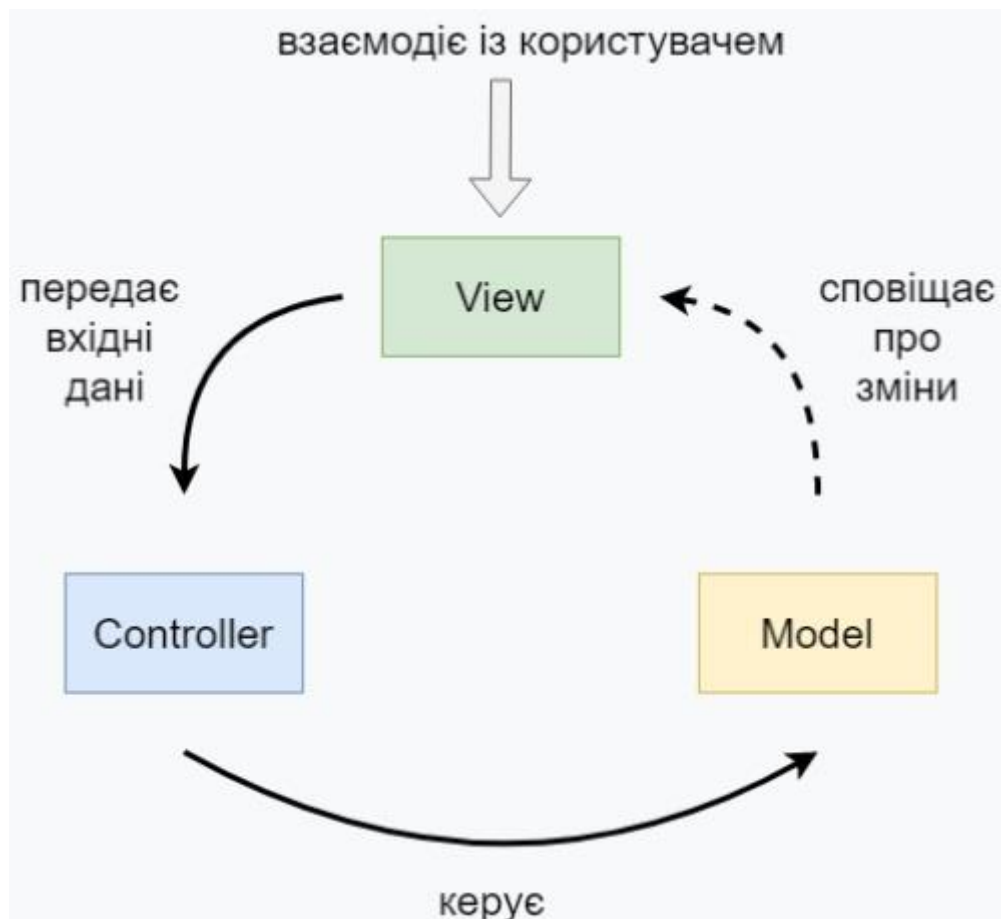 взаємодіє із користувачем
View
передає
вхідні
дані
сповіщає
про
зміни
Controller
Model
керує